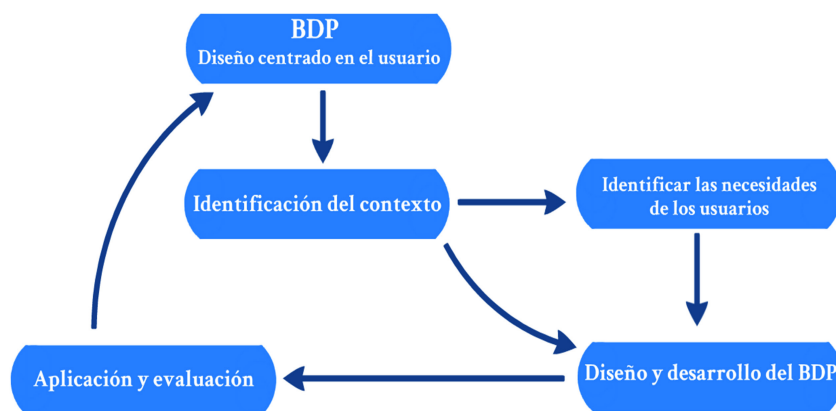 BDP
Diseño centrado en el usuario
Identificación del contexto
Identificar las necesidades
de los usuarios
Diseño y desarrollo del BDP
Aplicación y evaluación